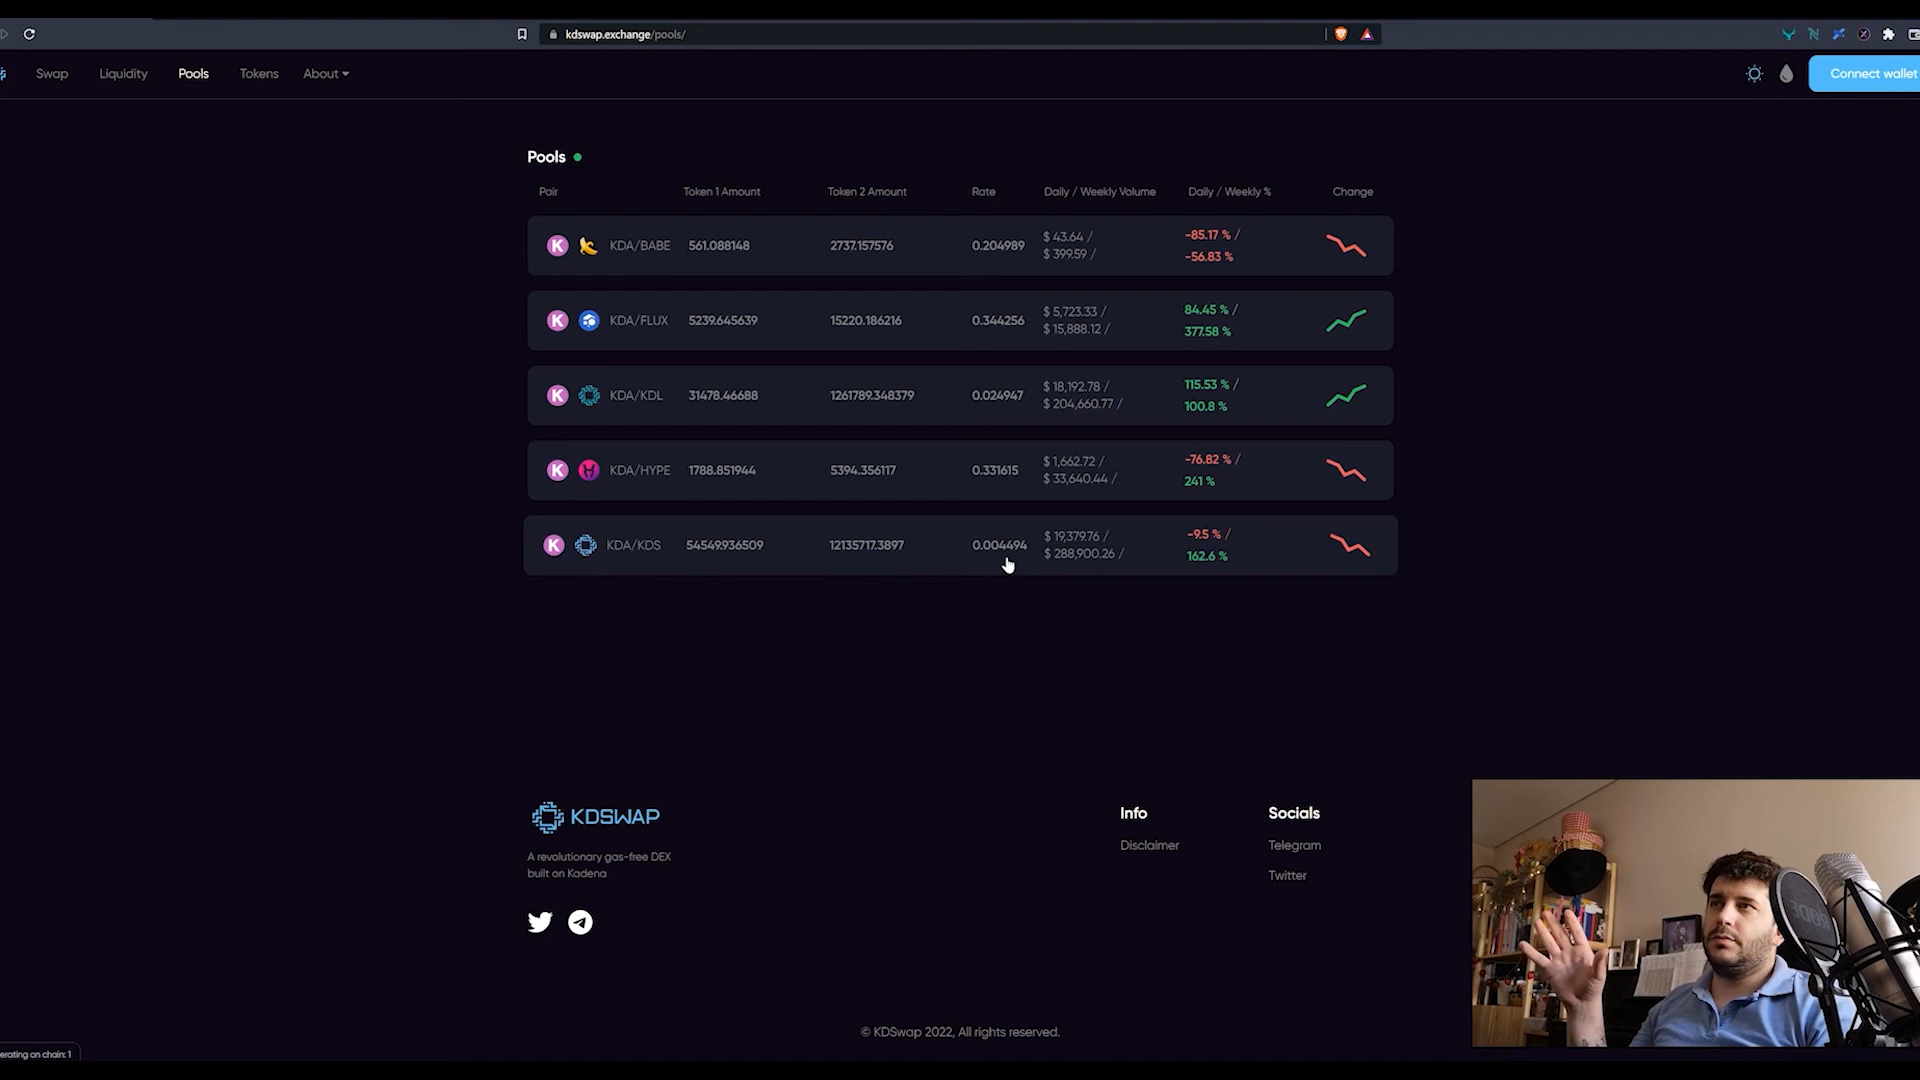 kdswap.exchange/pools/
Swap
Liquidity
Pools
Tokens
About
Connect wallet
Pools
Pair
Token 1 Amount
Token 2 Amount
Rate
Daily / Weekly Volume
Daily / Weekly %
Change
KDA/BABE
561.088148
2737.157576
0.204989
$ 43.64 /
$ 399.59 /
-85.17 % /
-56.83 %
KDA/FLUX
5239.645639
15220.186216
0.344256
$ 5,723.33 /
$ 15,888.12 /
84.45 % /
377.58 %
KDA/KDL
31478.46688
1261789.348379
0.024947
$ 18,192.78 /
$ 204,660.77 /
115.53 % /
100.8 %
KDA/HYPE
1788.851944
5394.356117
0.331615
$ 1,662.72 /
$ 33,640.44 /
-76.82 % /
241 %
KDA/KDS
54549.936509
12135717.3897
0.004494
$ 19,379.76 /
$ 288,900.26 /
-9.5 % /
162.6 %
KDSWAP
A revolutionary gas-free DEX
built on Kadena
Info
Disclaimer
Socials
Telegram
Twitter
RODE
© KDSwap 2022, All rights reserved.
erating on chain: 1